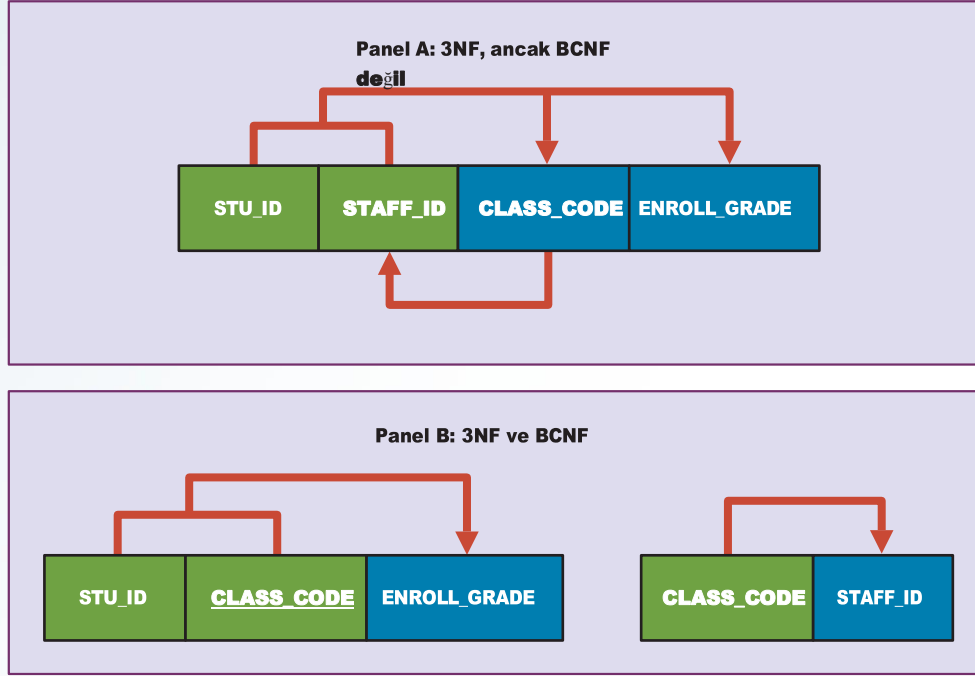 Panel A: 3NF, ancak BCNF
değil
STU_ID STAFF_ID CLASS_CODE ENROLL_GRADE
Panel B: 3NF ve BCNF
STU_ID CLASS_CODE ENROLL_GRADE CLASS_CODE STAFF_ID